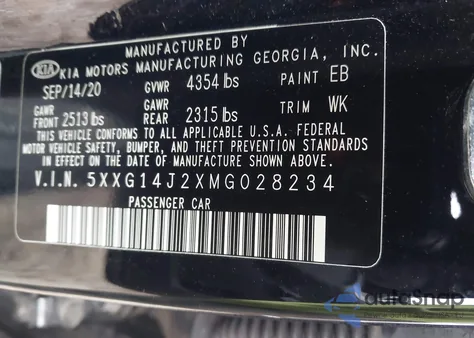 MANUFACTURED BY
KIA KIA MOTORS MANUFACTURING GEORGIA, INC.
SEP/14/20 GVWR 4354 lbs PAINT EB
GAWR FRONT 2513 lbs GAWR REAR 2315 lbs TRIM WK
THIS VEHICLE CONFORMS TO ALL APPLICABLE U.S.A. FEDERAL
MOTOR VEHICLE SAFETY, BUMPER, AND THEFT PREVENTION STANDARDS
IN EFFECT ON THE DATE OF MANUFACTURE SHOWN ABOVE.
V.I.N. 5XXG14J2XMG028234
PASSENGER CAR
autoSnap